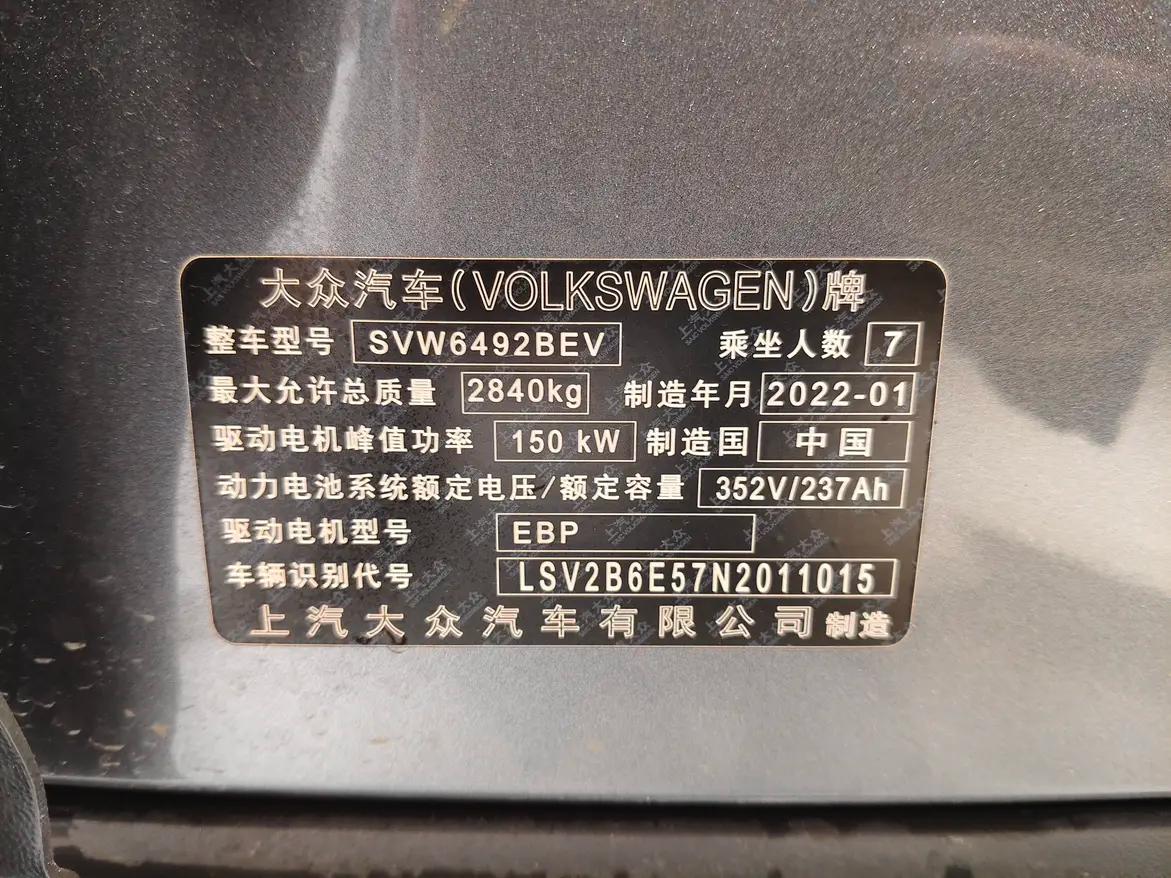 大众汽车(VOLKSWAGEN)牌
整车型号 SVW6492BEV 乘坐人数 7
最大允许总质量 2840kg 制造年月 2022-01
驱动电机峰值功率 150 kW 制造国 中国
动力电池系统额定电压/额定容量 352V/237Ah
驱动电机型号 EBP
车辆识别代号 LSV2B6E57N2011015
上汽大众汽车有限公司 制造